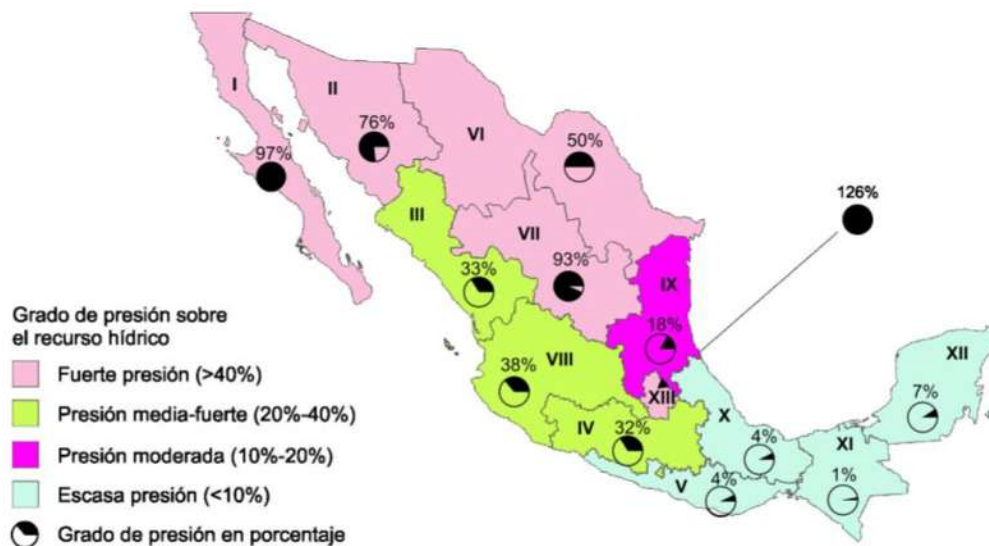 I
II
76%
VI
50%
97%
126%
III
VII
93%
IX
33%
18%
XII
Grado de presión sobre
el recurso hídrico
VIII
38%
7%
Fuerte presión (>40%)
XIII
X
XI
Presión media-fuerte (20%-40%)
IV
32%
4%
Presión moderada (10%-20%)
V
4%
1%
Escasa presión (<10%)
Grado de presión en porcentaje